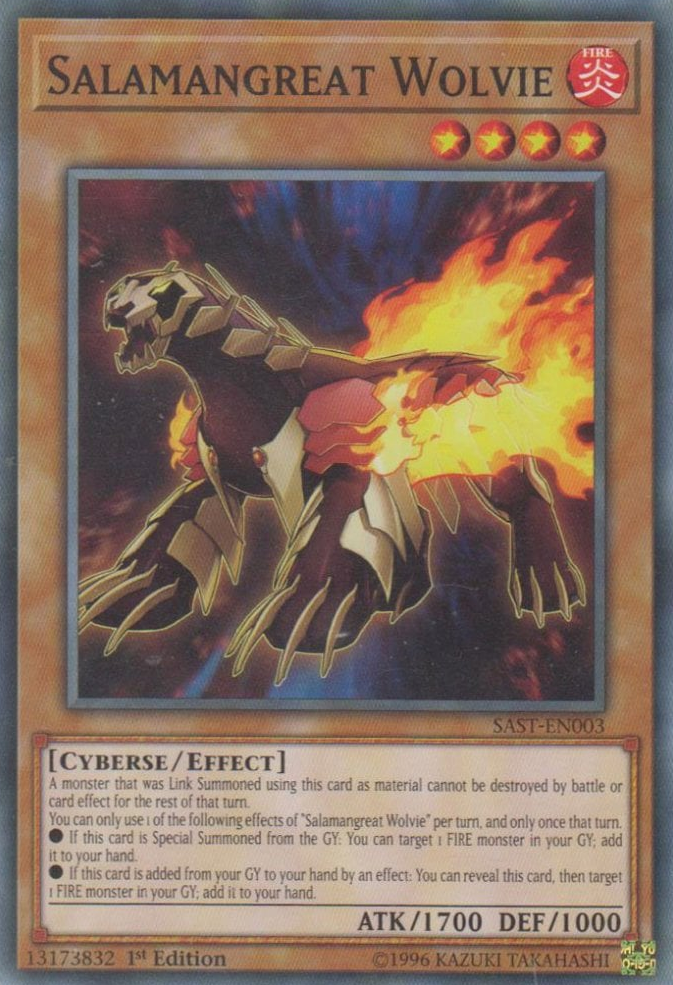 SALAMANGREAT WOLVIE
FIRE
炎
SAST-EN003
[CYBERSE/EFFECT]
A monster that was Link Summoned using this card as material cannot be destroyed by battle or
card effect for the rest of that turn.
You can only use 1 of the following effects of "Salamangreat Wolvie" per turn, and only once that turn.
● If this card is Special Summoned from the GY: You can target 1 FIRE monster in your GY; add
it to your hand.
● If this card is added from your GY to your hand by an effect: You can reveal this card, then target
1 FIRE monster in your GY; add it to your hand.
ATK/1700 DEF/1000
13173832 1st Edition
©1996 KAZUKI TAKAHASHI